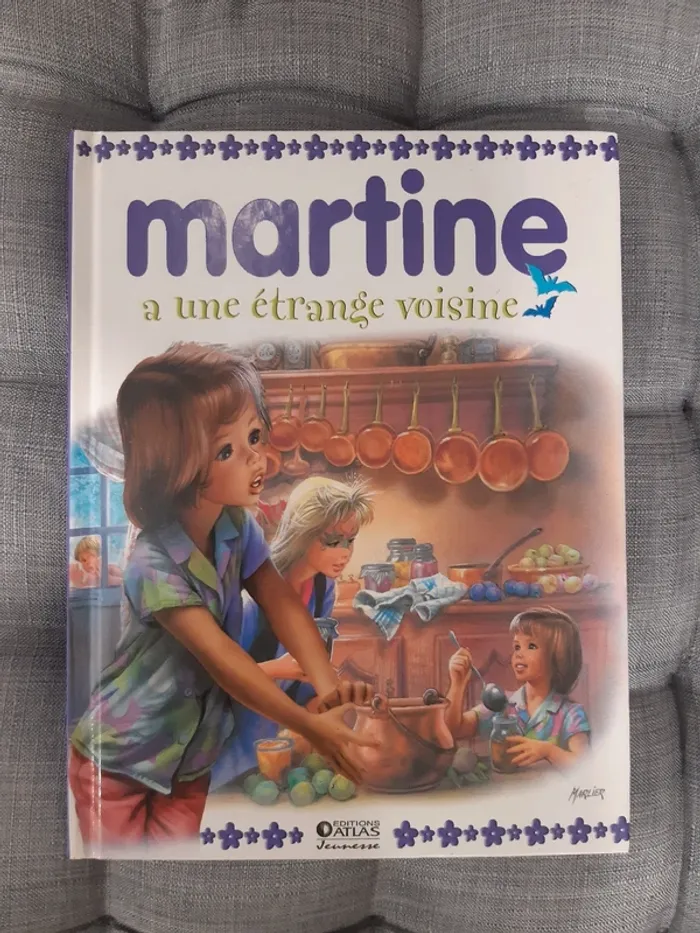 martine
a une étrange voisine
MARLIER
EDITIONS
ATLAS
Jeunesse